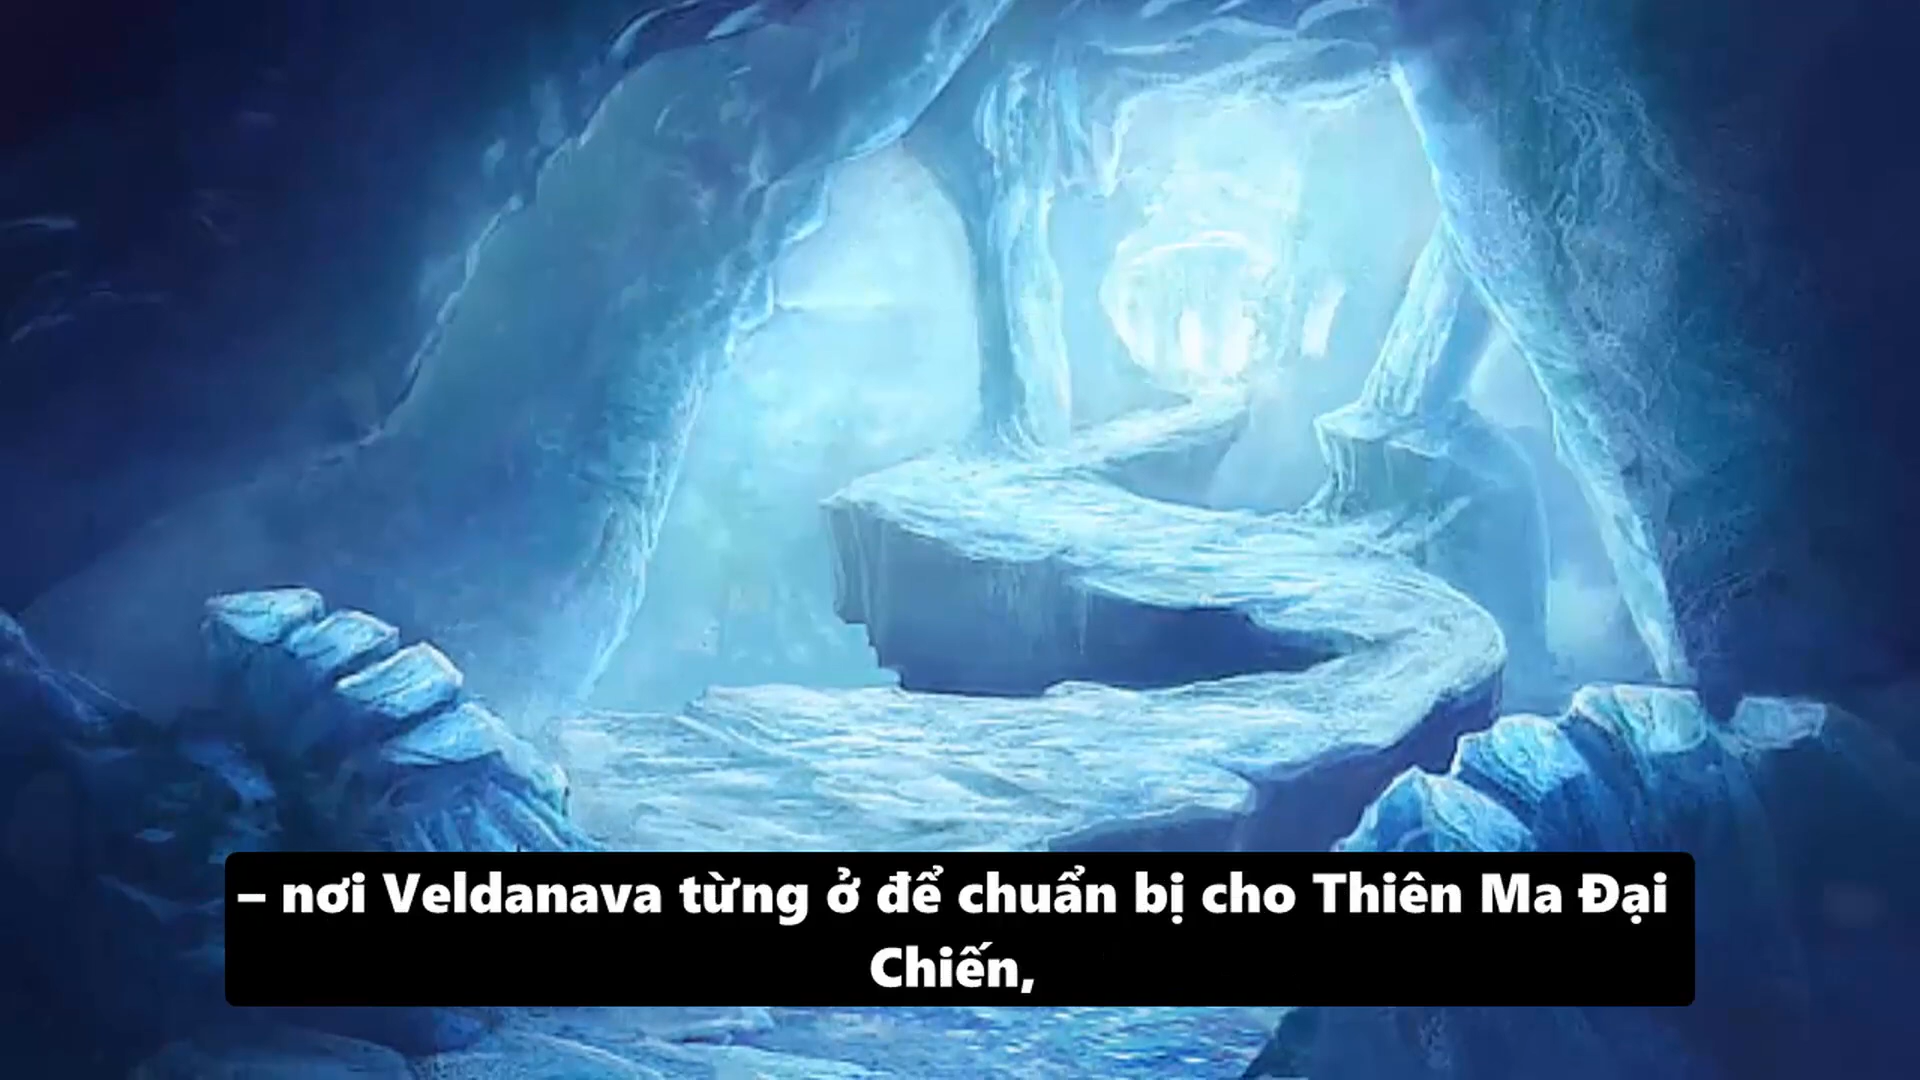 – nơi Veldanava từng ở để chuẩn bị cho Thiên Ma Đại
Chiến,